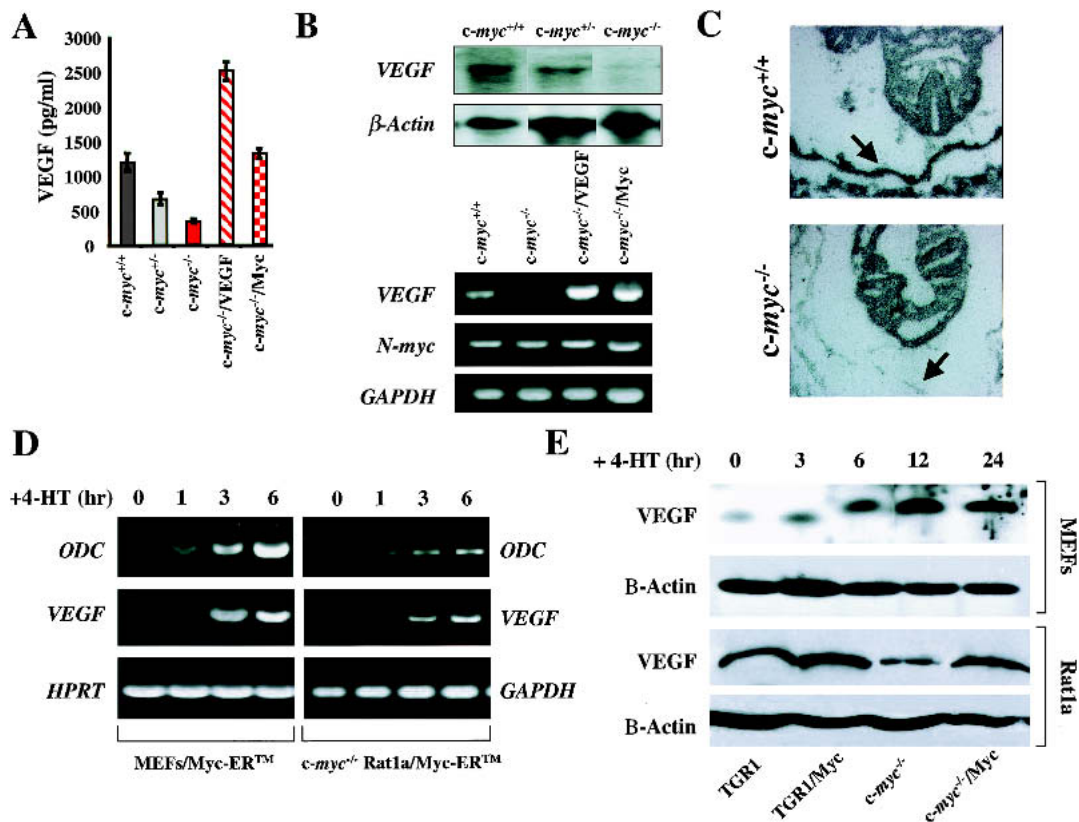 A
VEGF (pg/ml)
3000
2500
2000
1500
1000
500
0
c-myc+/+
c-myc+/-
c-myc-/-
c-myc-/-/VEGF
c-myc-/-/Myc
B
c-myc+/+ c-myc+/- c-myc-/-
VEGF
β-Actin
c-myc+/+
c-myc-/-
c-myc-/-/VEGF
c-myc-/-/Myc
VEGF
N-myc
GAPDH
C
c-myc+/+
c-myc-/-
D
+4-HT (hr) 0 1 3 6 0 1 3 6
ODC ODC
VEGF VEGF
HPRT GAPDH
MEFs/Myc-ER™ c-myc-/- Rat1a/Myc-ER™
E
+ 4-HT (hr) 0 3 6 12 24
VEGF
B-Actin
MEFs
VEGF
B-Actin
Rat1a
TGR1
TGR1/Myc
c-myc-/-
c-myc-/-/Myc